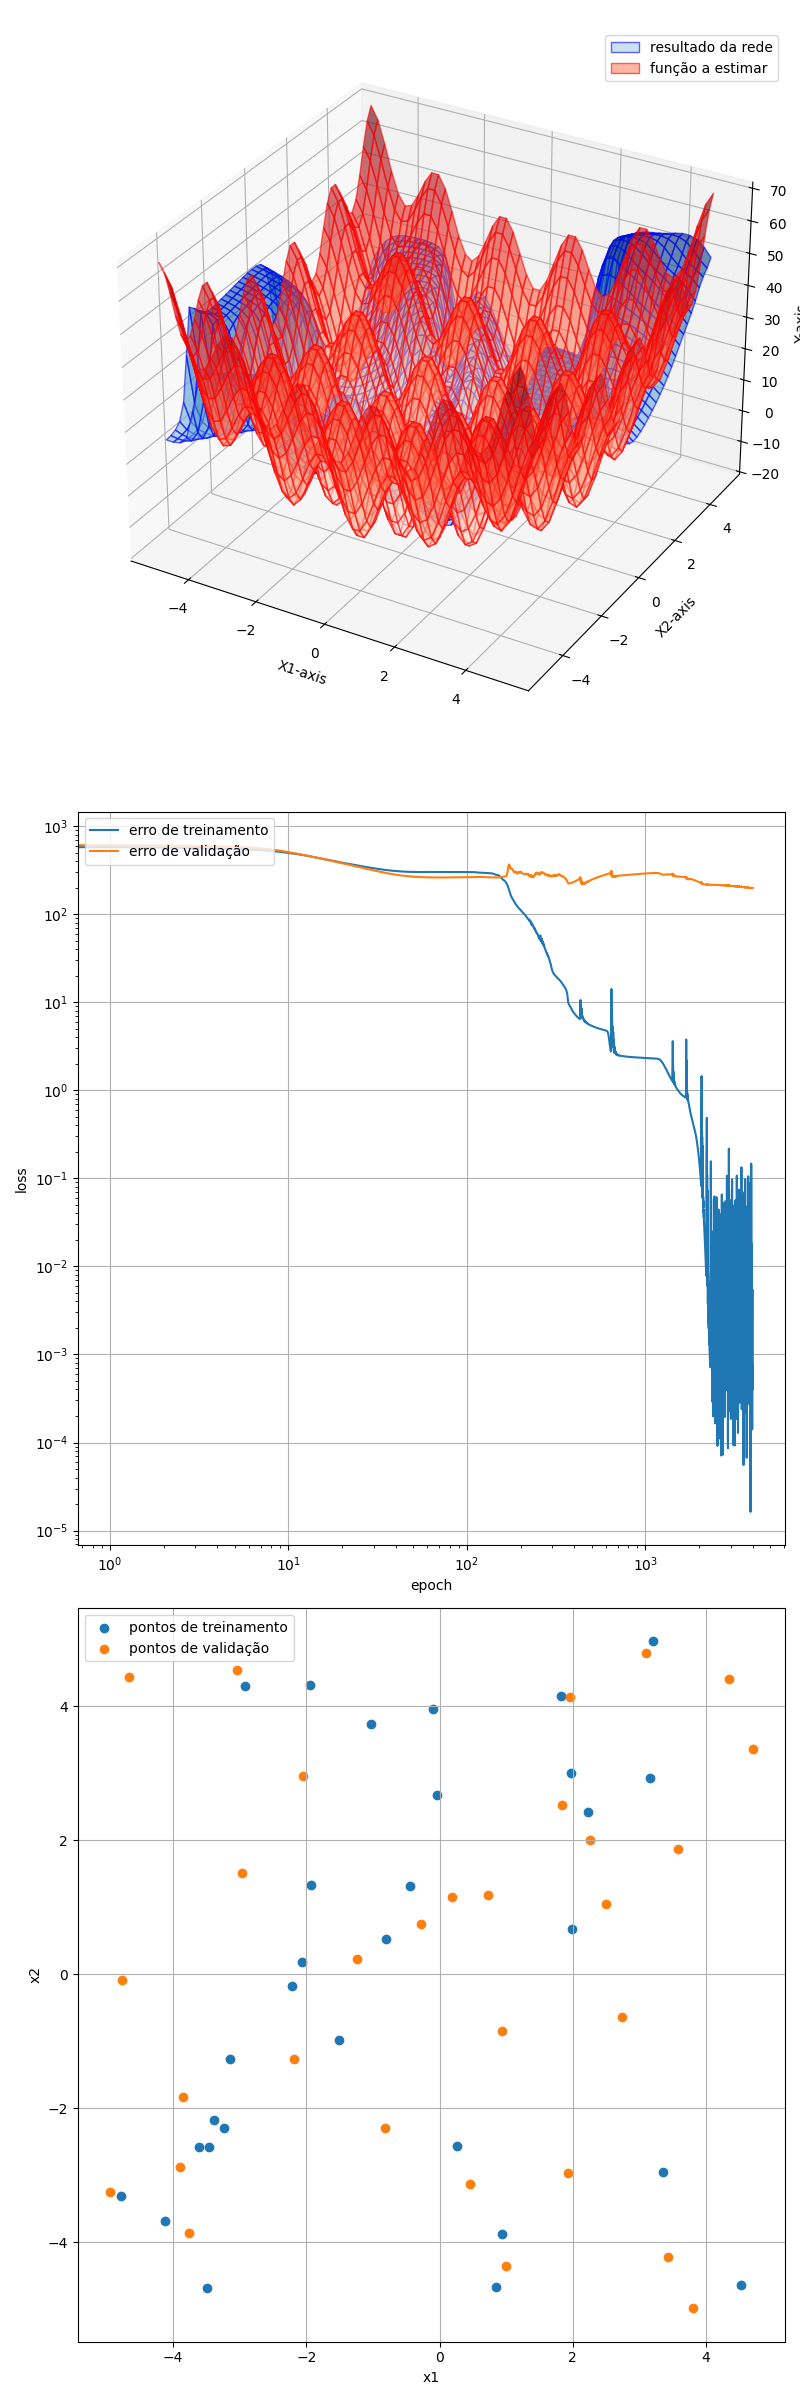 resultado da rede
função a estimar
70
60
50
40
30
20
10
0
−10
−20
−4
−2
0
2
4
X1-axis
−4
−2
0
2
4
X2-axis
10³
10²
10¹
10⁰
10⁻¹
10⁻²
10⁻³
10⁻⁴
10⁻⁵
loss
erro de treinamento
erro de validação
10⁰ 10¹ 10² 10³
epoch
pontos de treinamento
pontos de validação
4
2
0
−2
−4
x2
−4 −2 0 2 4
x1